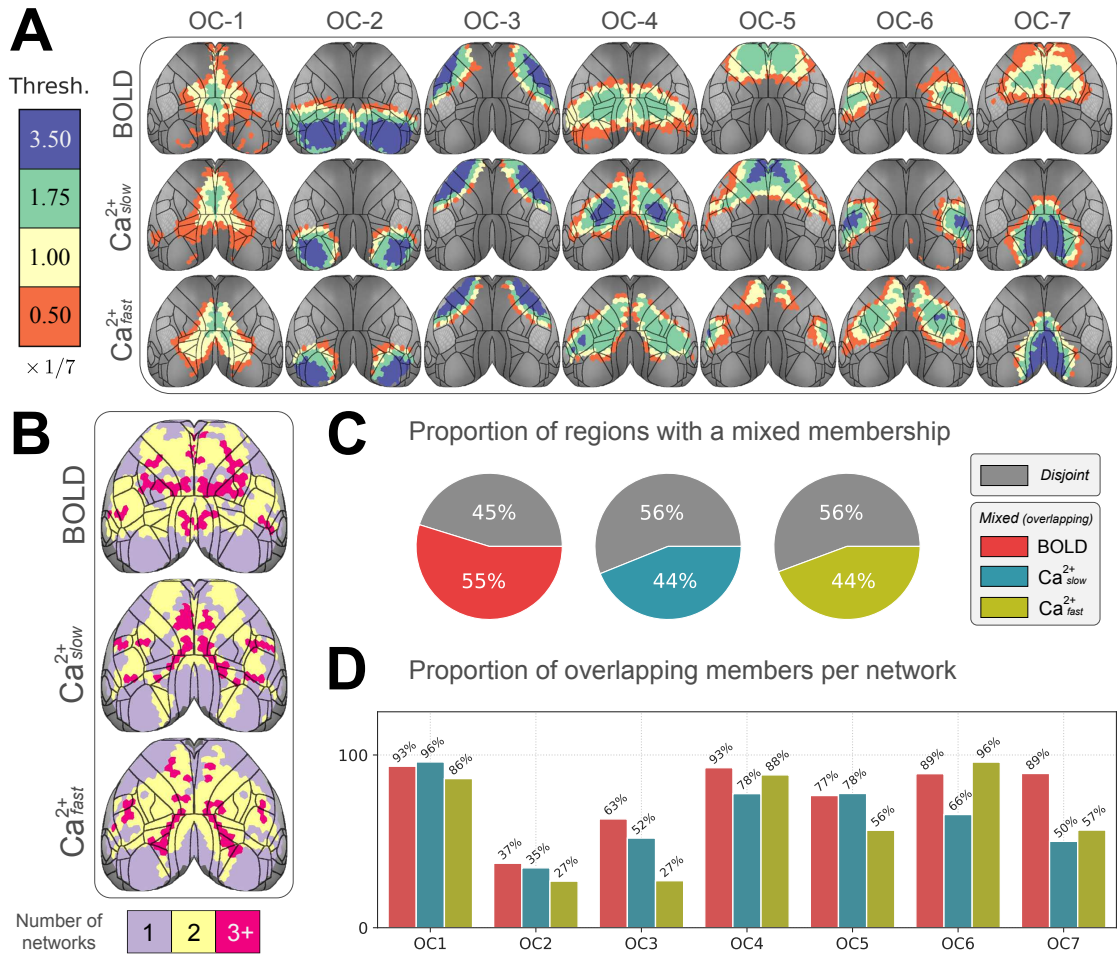 A
OC-1 OC-2 OC-3 OC-4 OC-5 OC-6 OC-7
Thresh.
3.50
1.75
1.00
0.50
× 1/7
BOLD
Ca²⁺slow
Ca²⁺fast
B
BOLD
Ca²⁺slow
Ca²⁺fast
Number of
networks
1 2 3+
C
Proportion of regions with a mixed membership
45% 55%
56% 44%
56% 44%
Disjoint
Mixed (overlapping)
BOLD
Ca²⁺slow
Ca²⁺fast
D
Proportion of overlapping members per network
100
0
93% 96% 86%
37% 35% 27%
63% 52% 27%
93% 78% 88%
77% 78% 56%
89% 66% 96%
89% 50% 57%
OC1 OC2 OC3 OC4 OC5 OC6 OC7